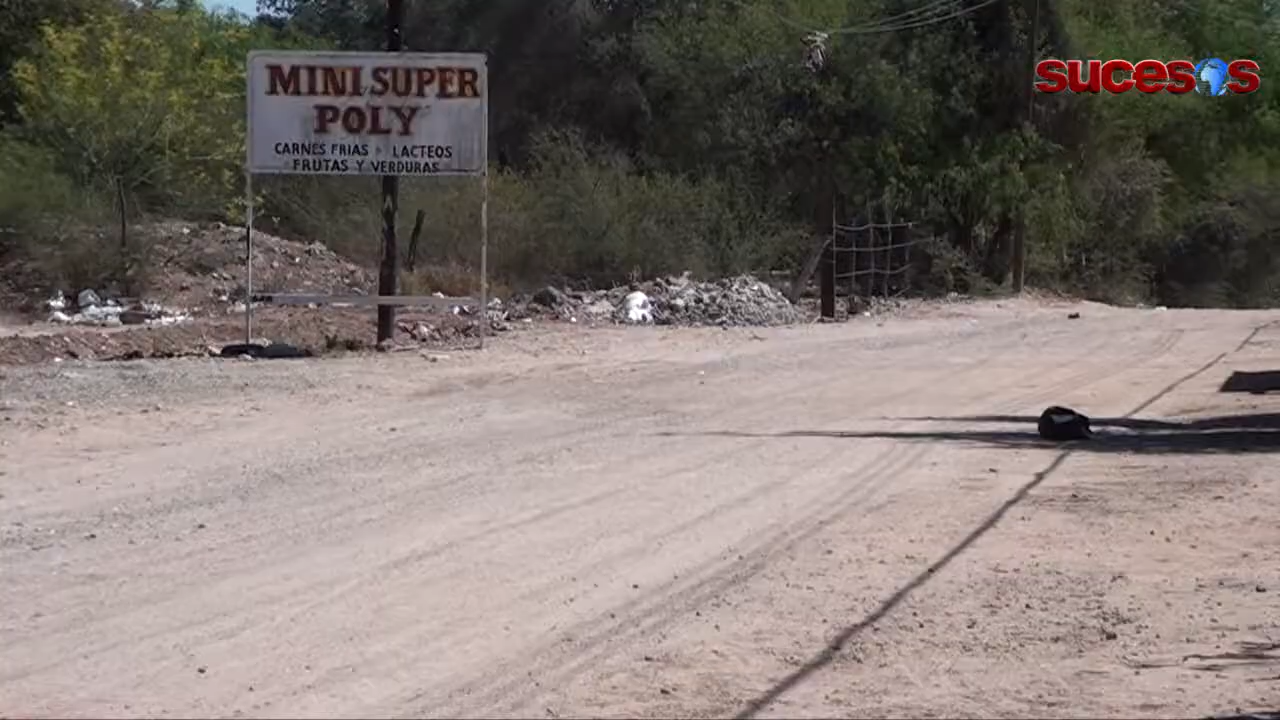 MINI SUPER
POLY
CARNES FRIAS LACTEOS
FRUTAS Y VERDURAS
SUCESOS